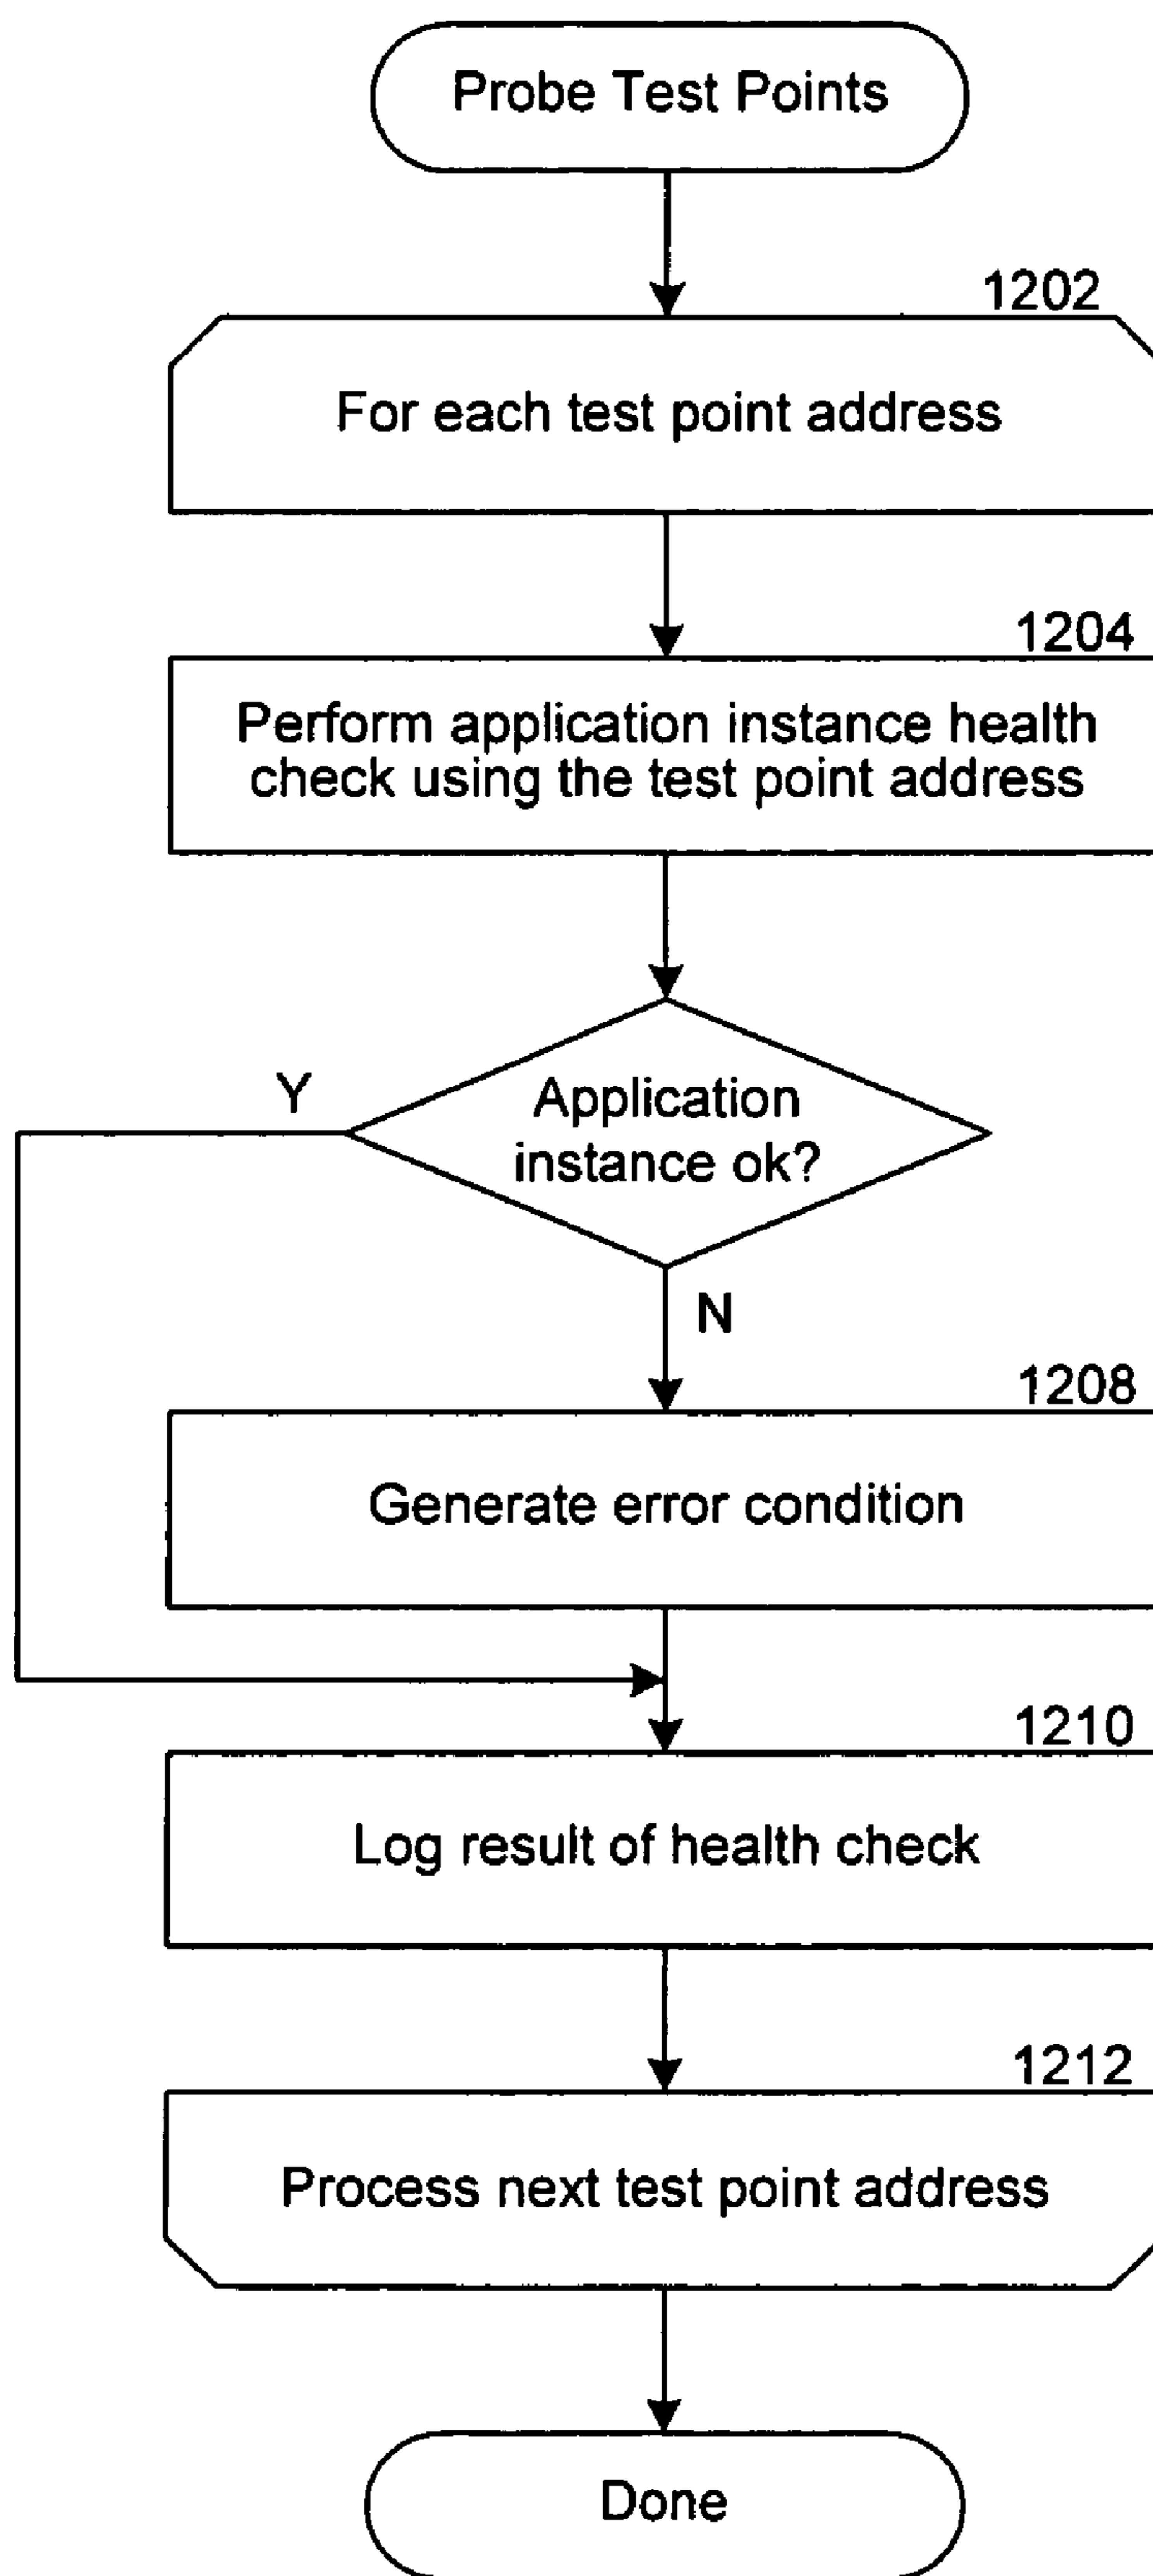 Probe Test Points
1202
For each test point address
1204
Perform application instance health
check using the test point address
Application
instance ok?
Y
N
1208
Generate error condition
1210
Log result of health check
1212
Process next test point address
Done